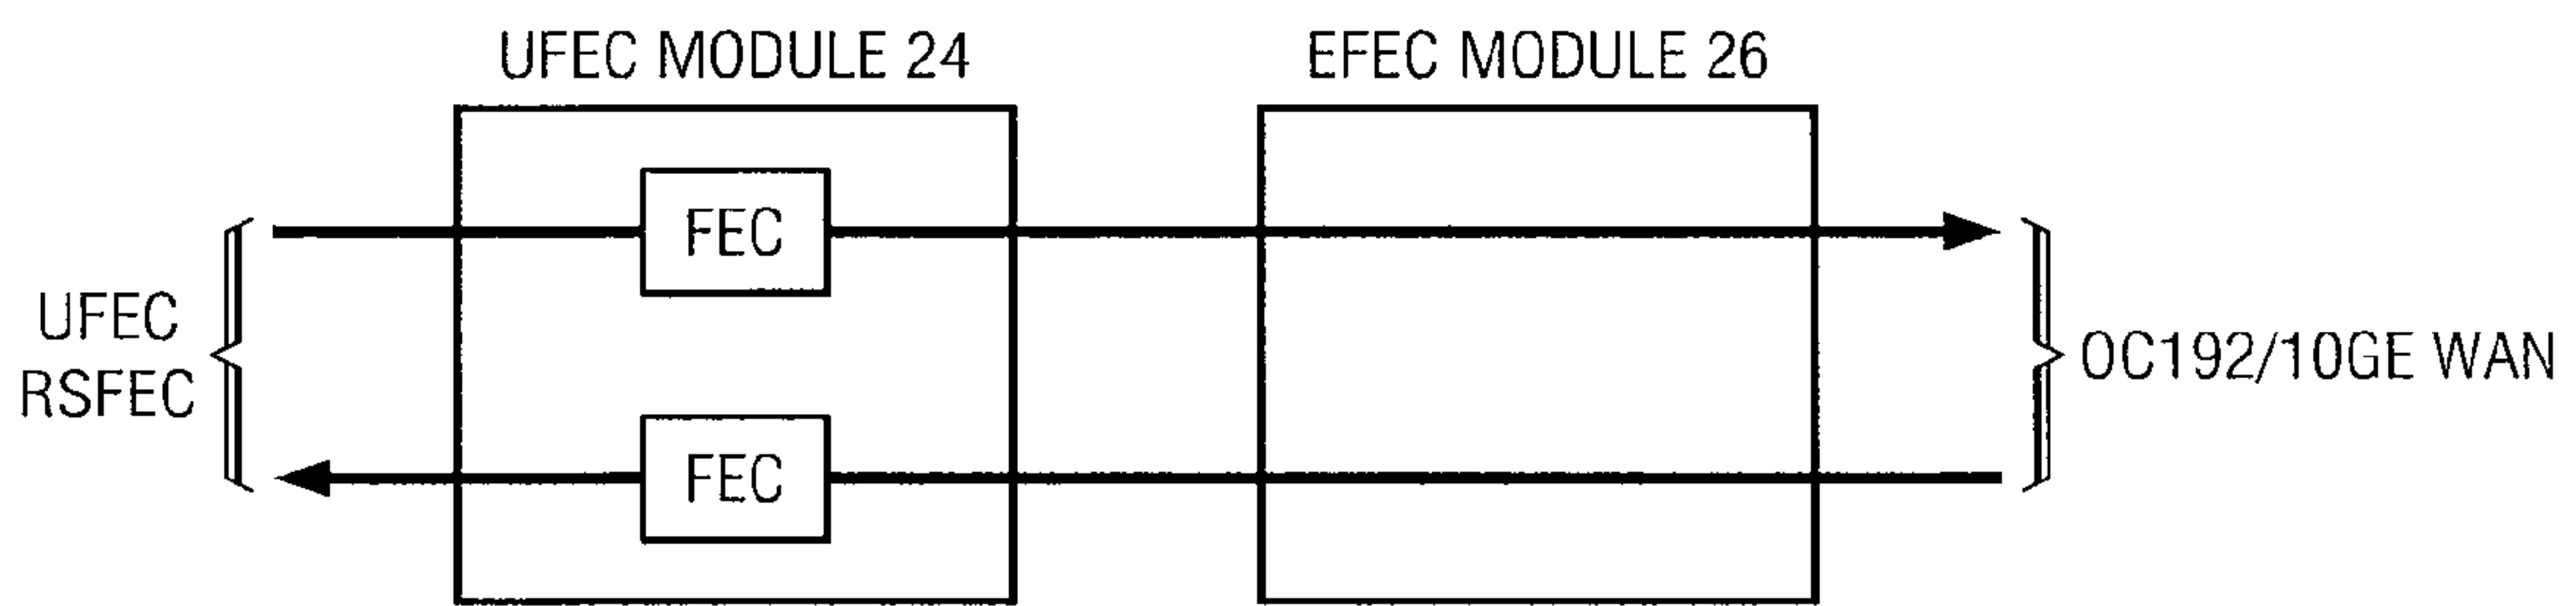 UFEC MODULE 24
EFEC MODULE 26
FEC
UFEC
RSFEC
OC192/10GE WAN
FEC